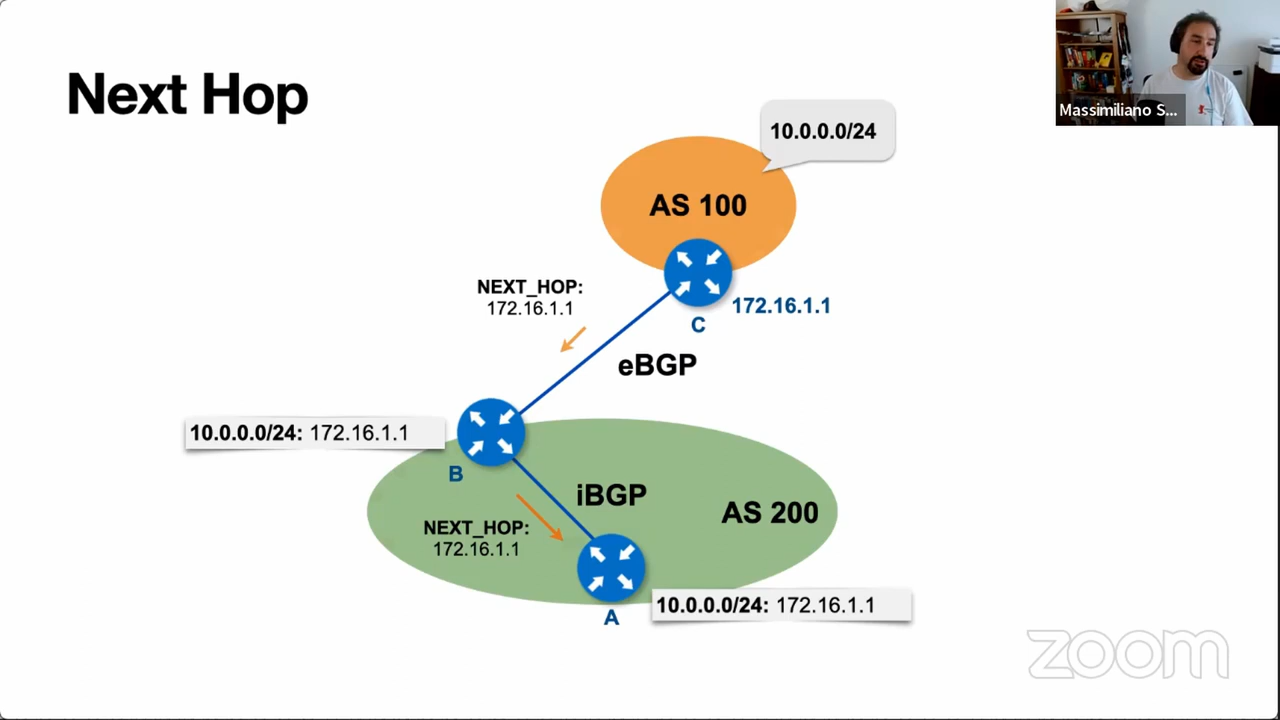 Next Hop
Massimiliano S...
10.0.0.0/24
AS 100
NEXT_HOP:
172.16.1.1
172.16.1.1
C
eBGP
10.0.0.0/24: 172.16.1.1
B
iBGP
AS 200
NEXT_HOP:
172.16.1.1
10.0.0.0/24: 172.16.1.1
A
zoom